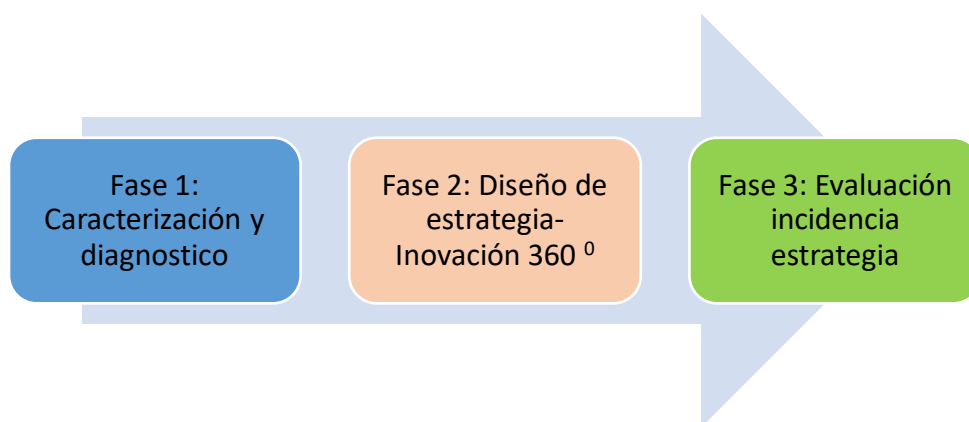 Fase 1:
Caracterización y
diagnostico
Fase 2: Diseño de
estrategia-
Inovación 360 ⁰
Fase 3: Evaluación
incidencia
estrategia